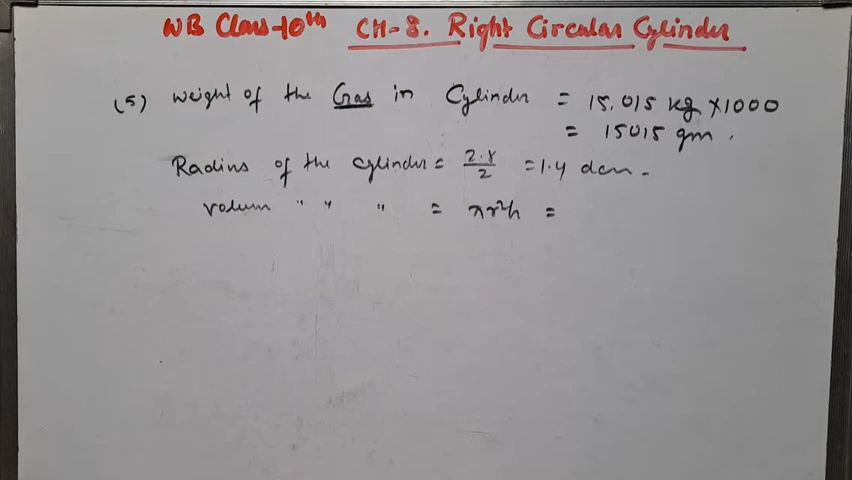 WB Class-10th CH-8. Right Circular Cylinder
(5) Weight of the Gas in Cylinder = 15.015 kg × 1000
= 15015 gm.
Radius of the cylinder = 2.8/2 = 1.4 dcm.
Volum " " " = πr²h =